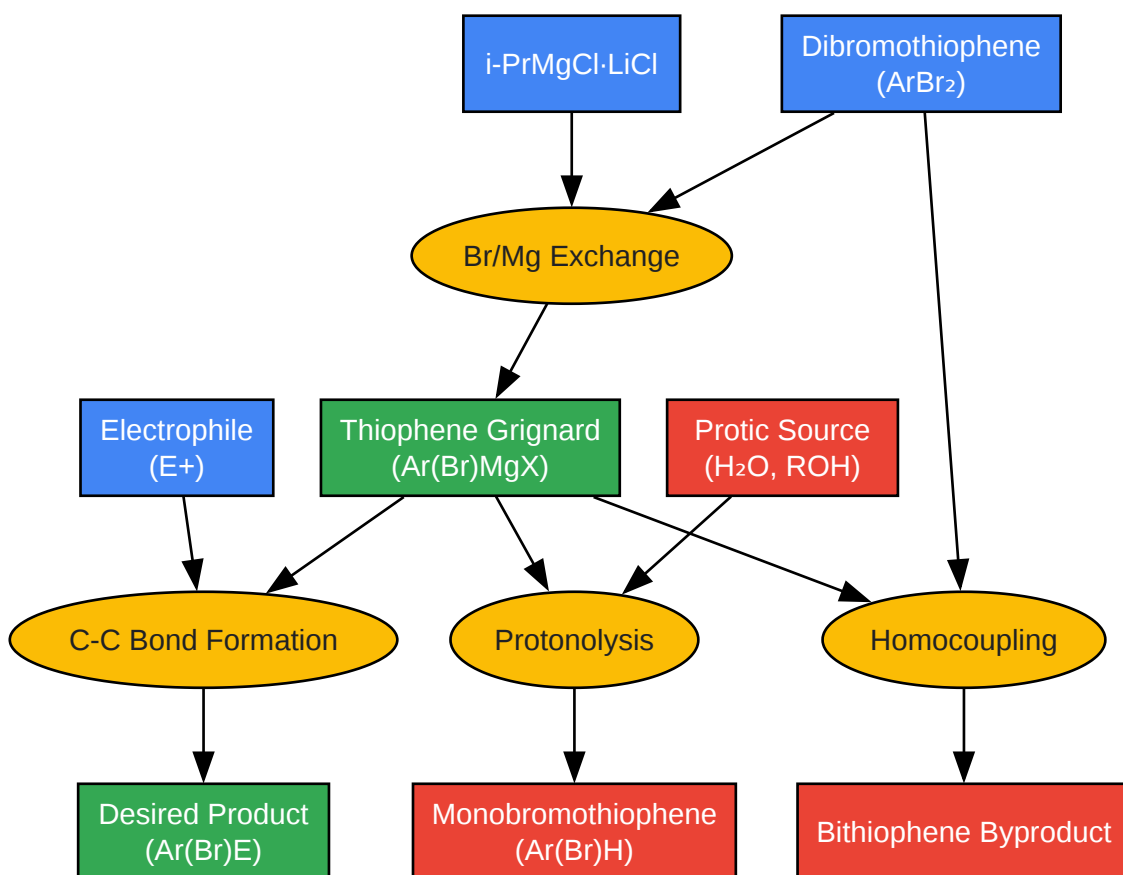 i-PrMgCl·LiCl
Dibromothiophene
(ArBr₂)
Br/Mg Exchange
Electrophile
(E+)
Thiophene Grignard
(Ar(Br)MgX)
Protic Source
(H₂O, ROH)
C-C Bond Formation
Protonolysis
Homocoupling
Desired Product
(Ar(Br)E)
Monobromothiophene
(Ar(Br)H)
Bithiophene Byproduct